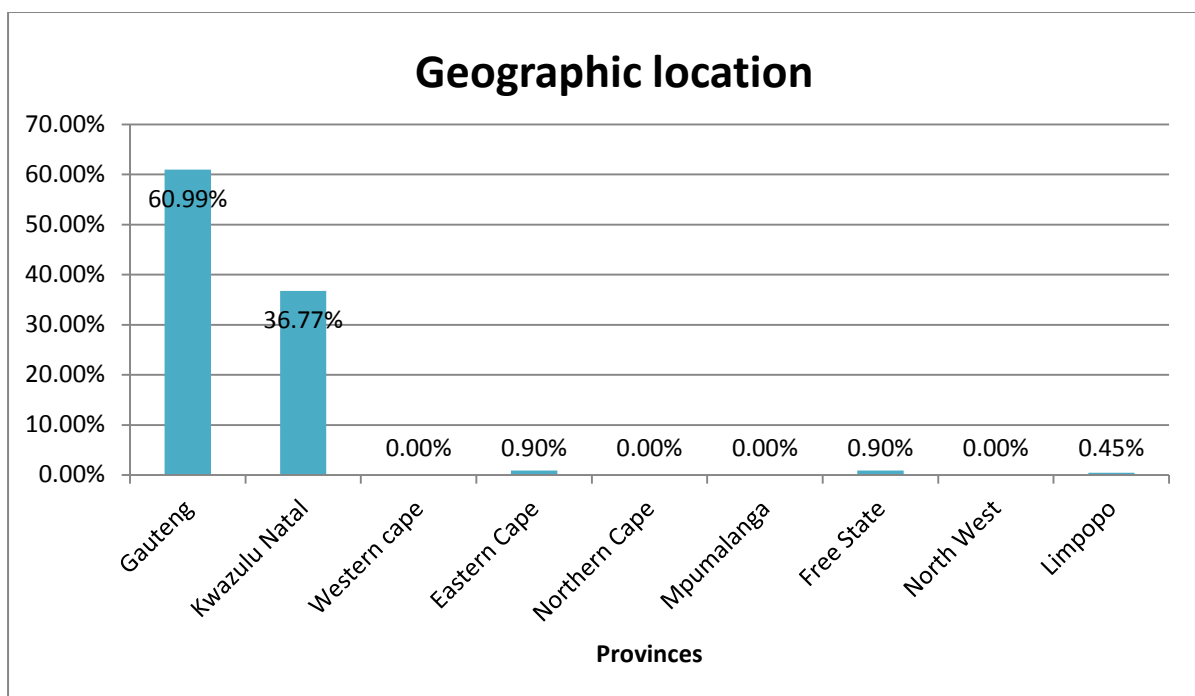 Geographic location
70.00%
60.00%
50.00%
40.00%
30.00%
20.00%
10.00%
0.00%
60.99%
36.77%
0.00%
0.90%
0.00%
0.00%
0.90%
0.00%
0.45%
Gauteng
Kwazulu Natal
Western cape
Eastern Cape
Northern Cape
Mpumalanga
Free State
North West
Limpopo
Provinces